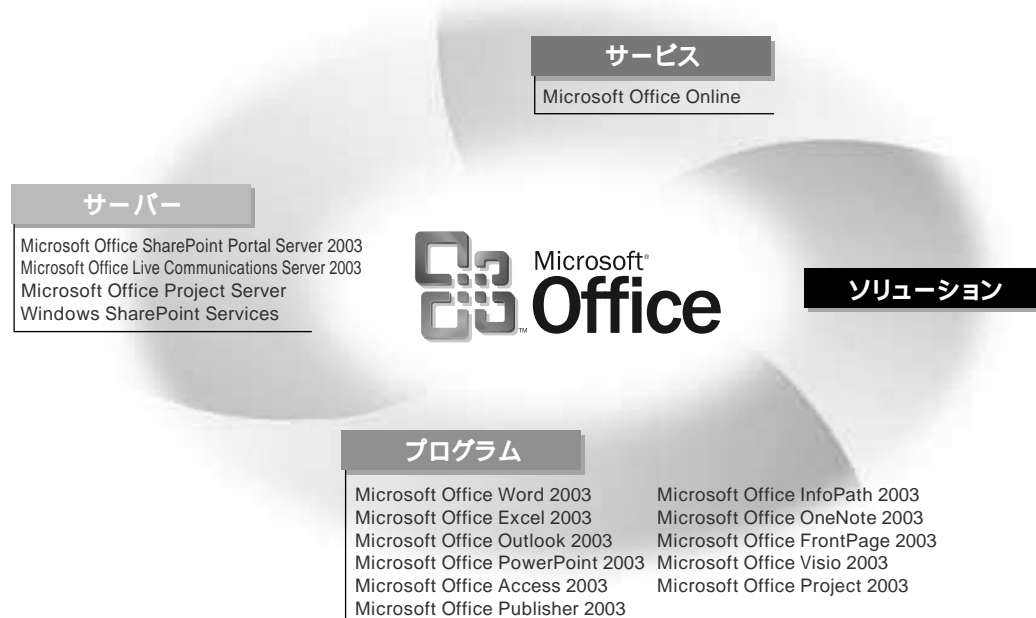 サービス
Microsoft Office Online
サーバー
Microsoft Office SharePoint Portal Server 2003
Microsoft Office Live Communications Server 2003
Microsoft Office Project Server
Windows SharePoint Services
Microsoft®
Office
™
ソリューション
プログラム
Microsoft Office Word 2003
Microsoft Office Excel 2003
Microsoft Office Outlook 2003
Microsoft Office PowerPoint 2003
Microsoft Office Access 2003
Microsoft Office Publisher 2003
Microsoft Office InfoPath 2003
Microsoft Office OneNote 2003
Microsoft Office FrontPage 2003
Microsoft Office Visio 2003
Microsoft Office Project 2003